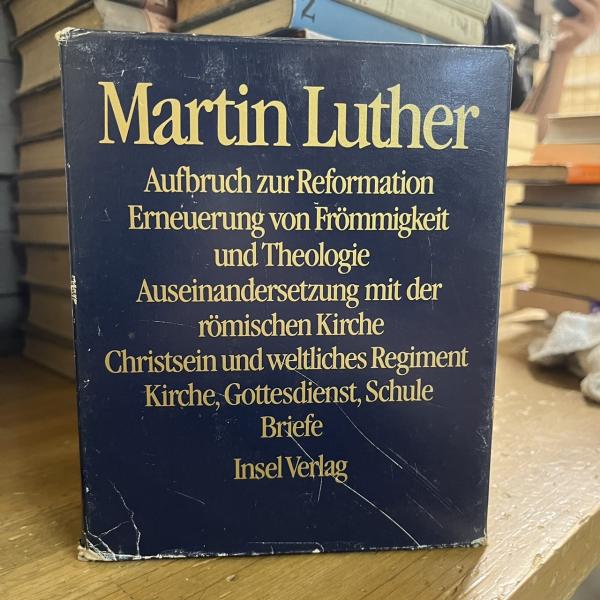 Martin Luther
Aufbruch zur Reformation
Erneuerung von Frömmigkeit
und Theologie
Auseinandersetzung mit der
römischen Kirche
Christsein und weltliches Regiment
Kirche, Gottesdienst, Schule
Briefe
Insel Verlag